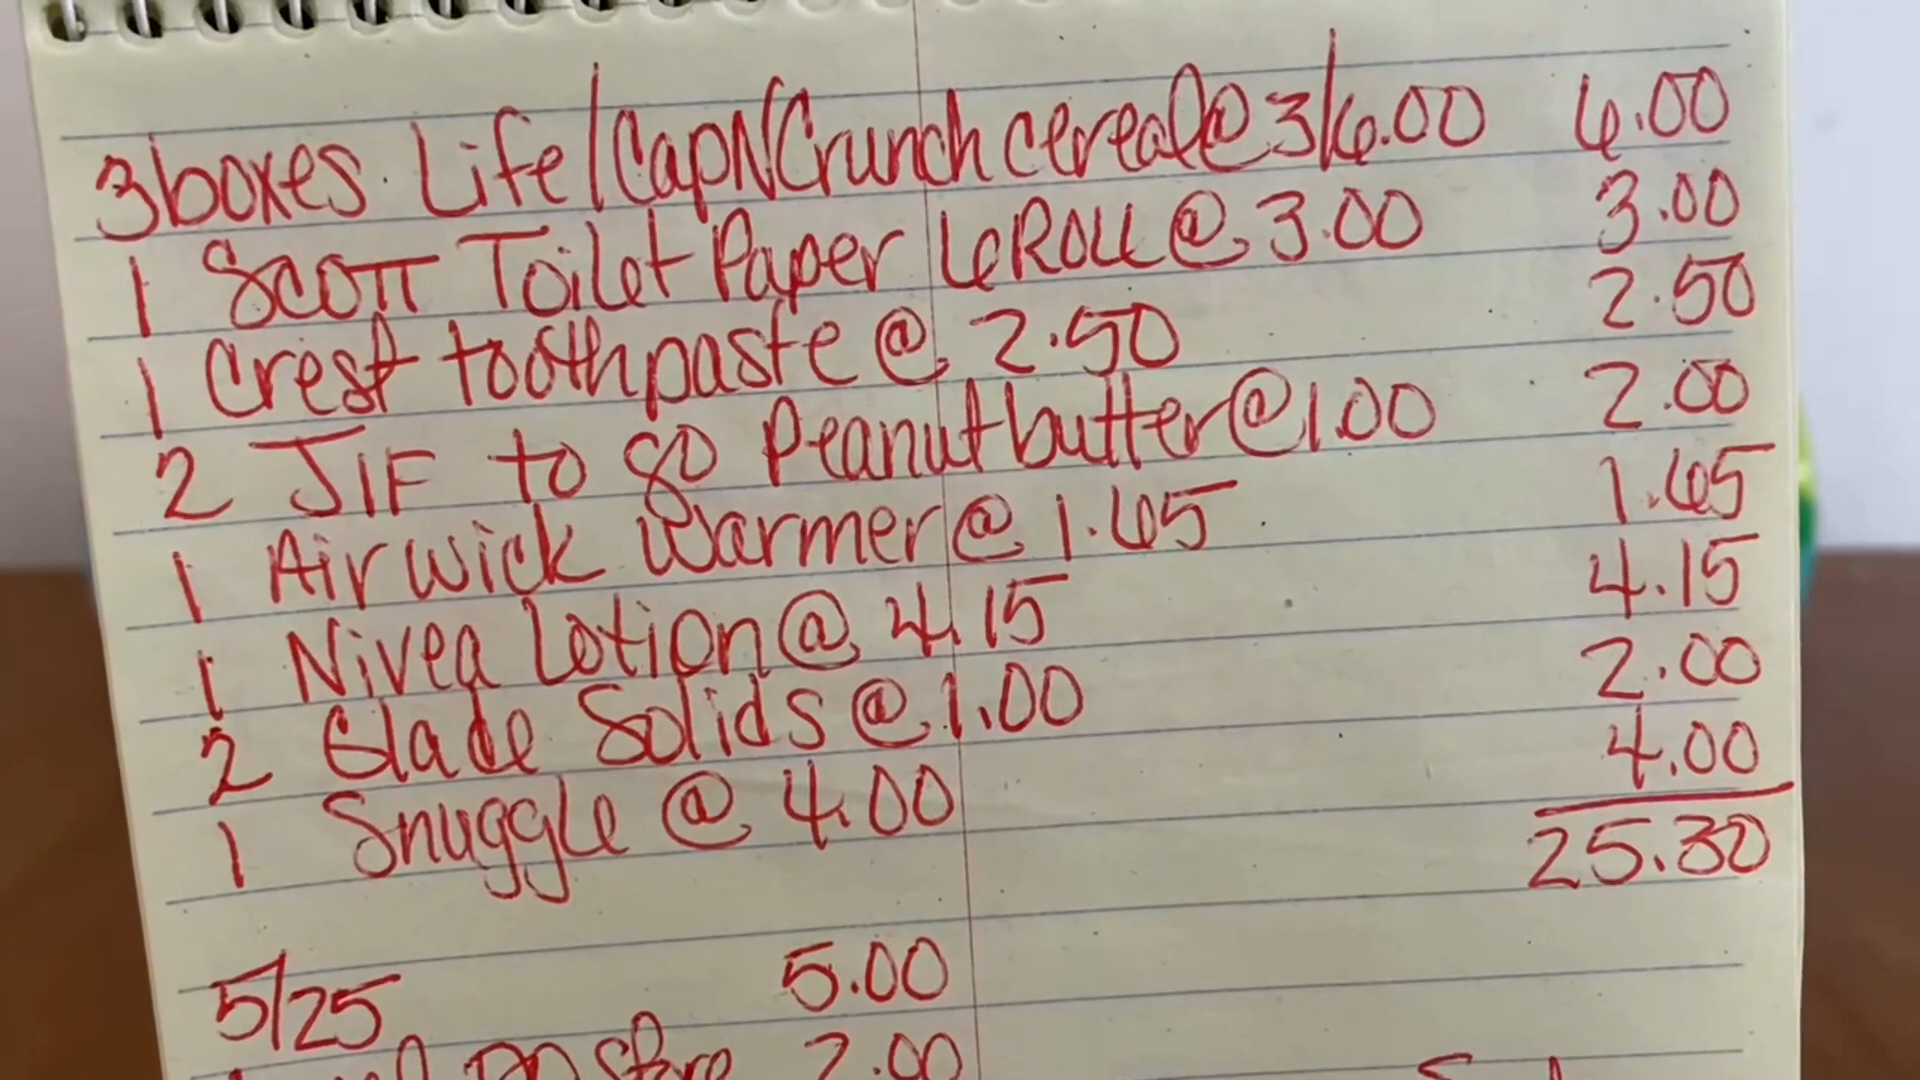 3 boxes Life/CapNCrunch cereal @ 3/6.00 6.00
1 Scott Toilet Paper 6 Roll @ 3.00 3.00
1 Crest toothpaste @ 2.50 2.50
2 JIF to go Peanutbutter @ 1.00 2.00
1 Airwick Warmer @ 1.65 1.65
1 Nivea Lotion @ 4.15 4.15
2 Glade Solids @ 1.00 2.00
1 Snuggle @ 4.00 4.00
25.30
5/25 5.00
2.00